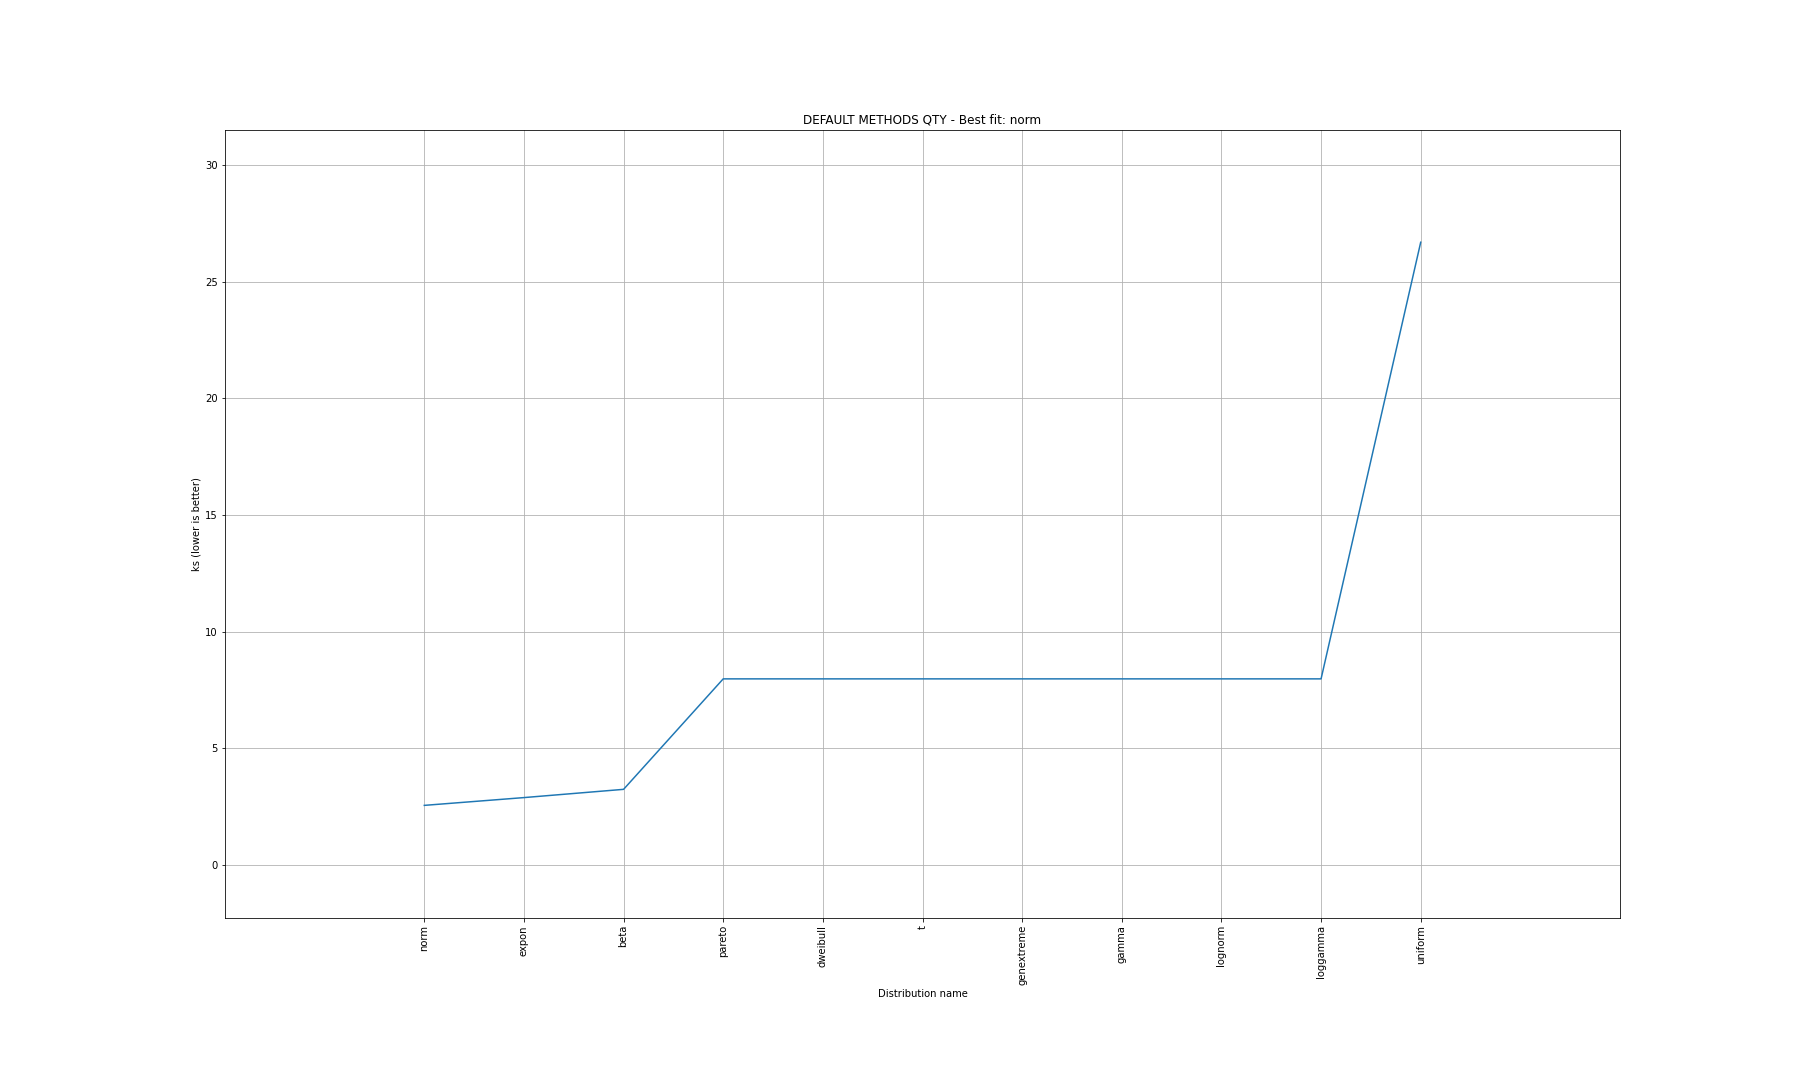 DEFAULT METHODS QTY - Best fit: norm
ks (lower is better)
30
25
20
15
10
5
0
norm
expon
beta
pareto
dweibull
t
genextreme
gamma
lognorm
loggamma
uniform
Distribution name